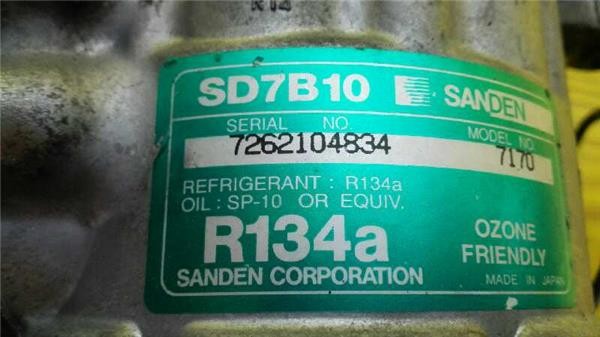 R12
SD7B10 SANDEN
SERIAL NO. MODEL NO.
7262104834 7170
REFRIGERANT : R134a
OIL : SP-10 OR EQUIV.
R134a OZONE FRIENDLY
SANDEN CORPORATION MADE IN JAPAN